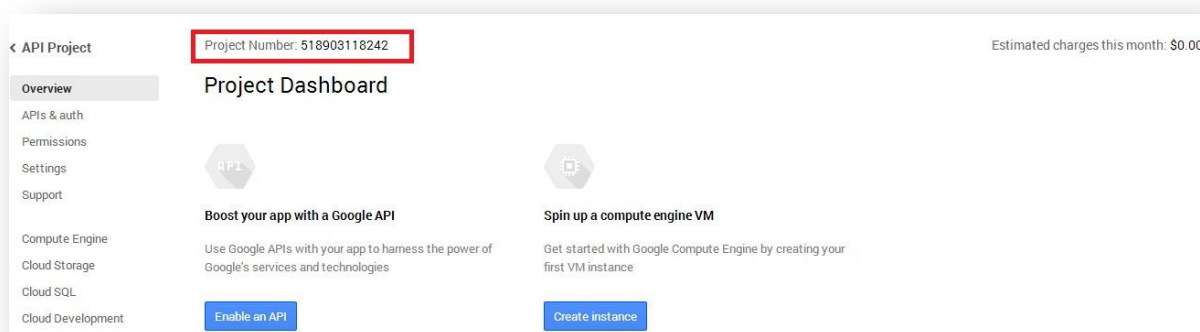 API Project
Project Number: 518903118242
Estimated charges this month: $0.00
Project Dashboard
Overview
APIs & auth
Permissions
Settings
Support
Compute Engine
Cloud Storage
Cloud SQL
Cloud Development
API
Boost your app with a Google API
Use Google APIs with your app to harness the power of
Google's services and technologies
Enable an API
Spin up a compute engine VM
Get started with Google Compute Engine by creating your
first VM instance
Create instance